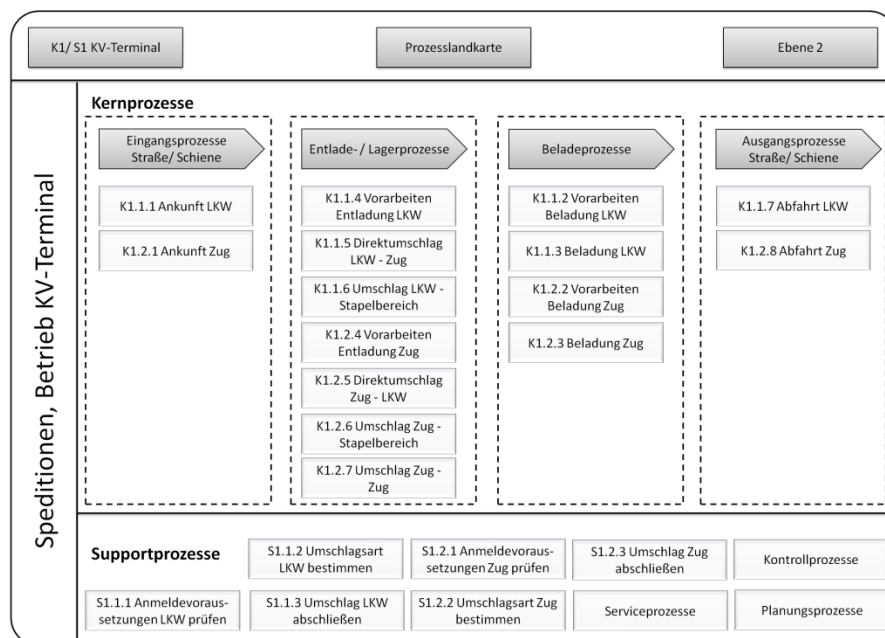 K1/ S1 KV-Terminal
Prozesslandkarte
Ebene 2
Speditionen, Betrieb KV-Terminal
Kernprozesse
Eingangsprozesse
Straße/ Schiene
K1.1.1 Ankunft LKW
K1.2.1 Ankunft Zug
Entlade-/ Lagerprozesse
K1.1.4 Vorarbeiten
Entladung LKW
K1.1.5 Direktumschlag
LKW - Zug
K1.1.6 Umschlag LKW -
Stapelbereich
K1.2.4 Vorarbeiten
Entladung Zug
K1.2.5 Direktumschlag
Zug - LKW
K1.2.6 Umschlag Zug -
Stapelbereich
K1.2.7 Umschlag Zug -
Zug
Beladeprozesse
K1.1.2 Vorarbeiten
Beladung LKW
K1.1.3 Beladung LKW
K1.2.2 Vorarbeiten
Beladung Zug
K1.2.3 Beladung Zug
Ausgangsprozesse
Straße/ Schiene
K1.1.7 Abfahrt LKW
K1.2.8 Abfahrt Zug
Supportprozesse
S1.1.2 Umschlagsart
LKW bestimmen
S1.2.1 Anmeldevoraus-
setzungen Zug prüfen
S1.2.3 Umschlag Zug
abschließen
Kontrollprozesse
S1.1.1 Anmeldevoraus-
setzungen LKW prüfen
S1.1.3 Umschlag LKW
abschließen
S1.2.2 Umschlagsart Zug
bestimmen
Serviceprozesse
Planungsprozesse